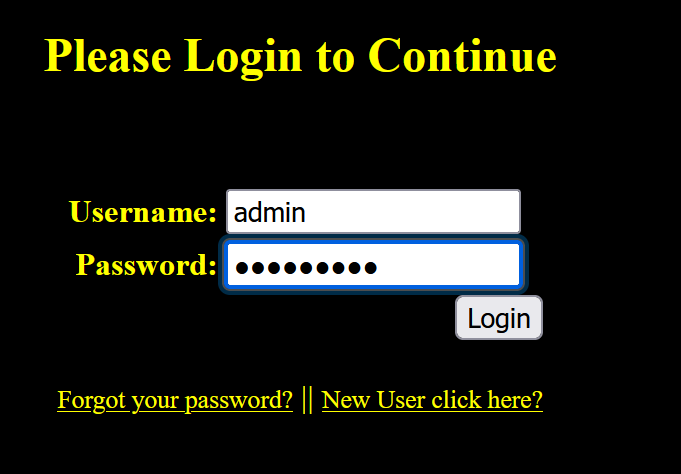 Please Login to Continue
Username: admin
Password: •••••••••
Login
Forgot your password? || New User click here?